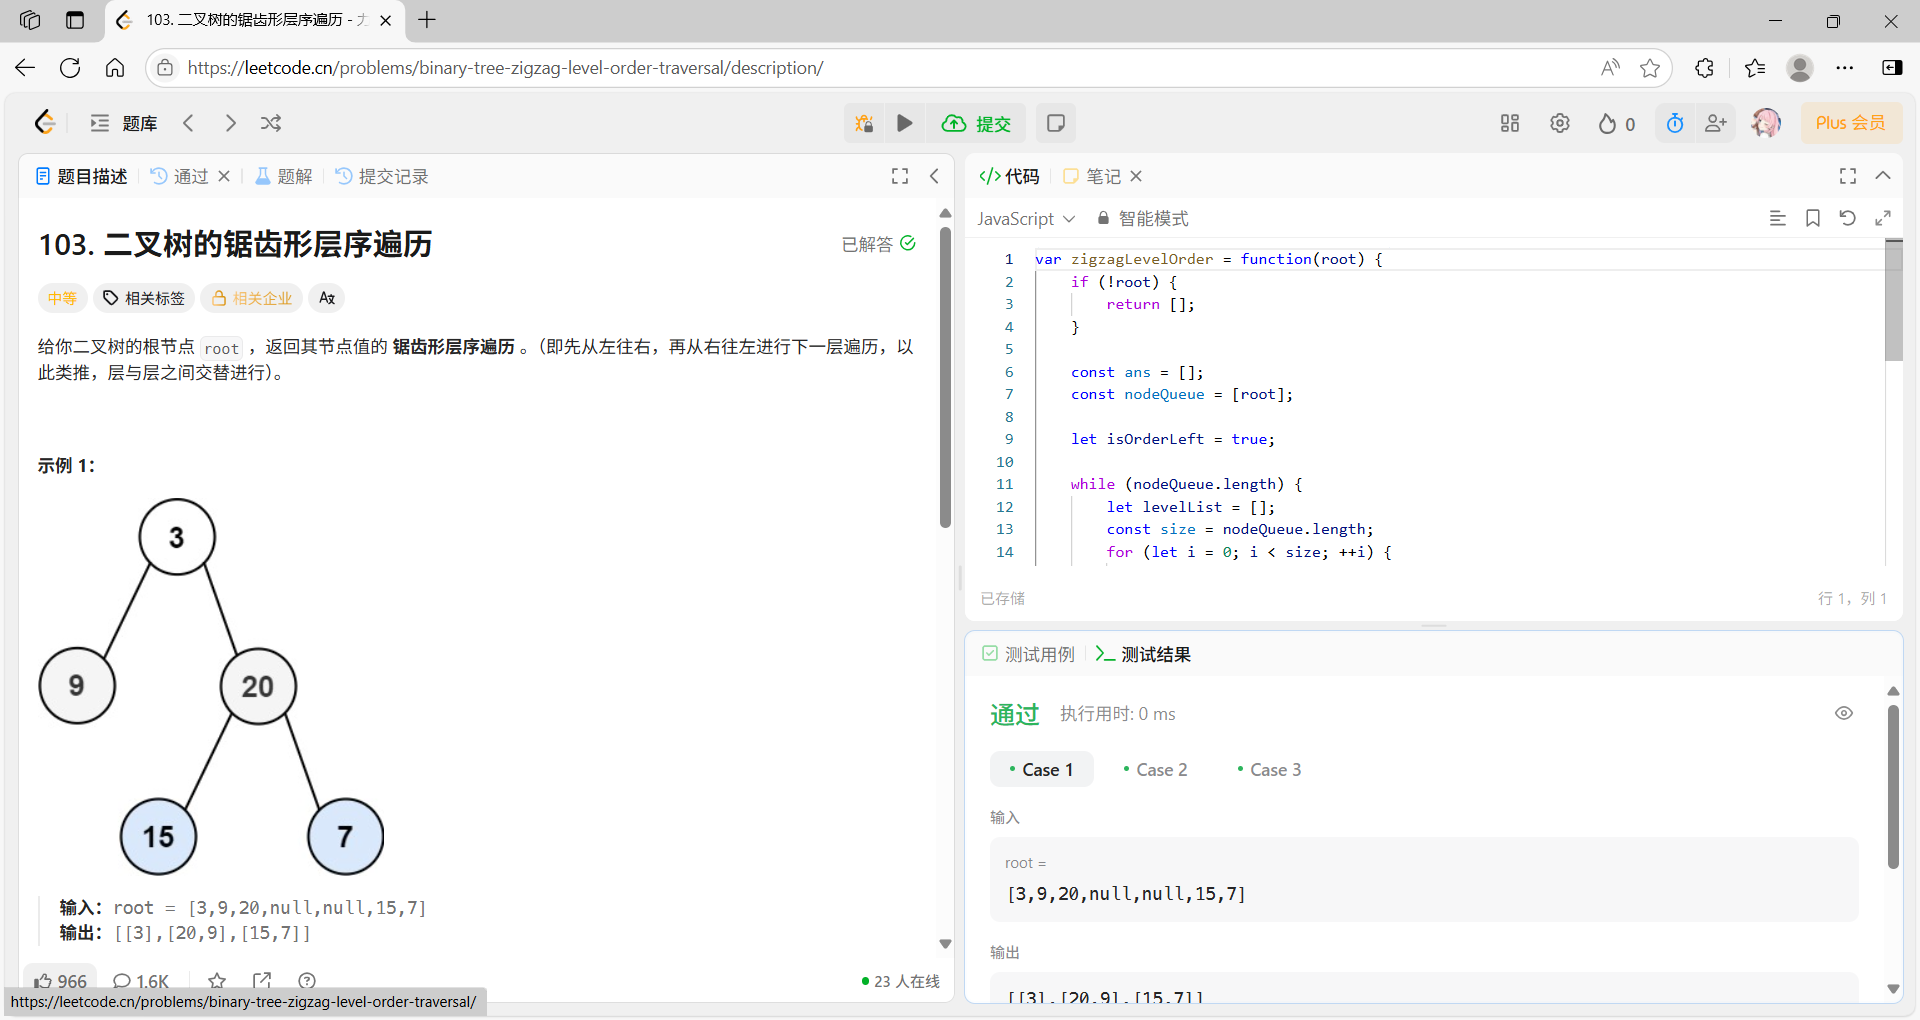 103. 二叉树的锯齿形层序遍历 -
https://leetcode.cn/problems/binary-tree-zigzag-level-order-traversal/description/
题库
提交
0
Plus 会员
题目描述
通过
题解
提交记录
103. 二叉树的锯齿形层序遍历
已解答
中等
相关标签
相关企业
给你二叉树的根节点 root ，返回其节点值的 锯齿形层序遍历 。（即先从左往右，再从右往左进行下一层遍历，以
此类推，层与层之间交替进行）。
示例 1：
3
9
20
15
7
输入：root = [3,9,20,null,null,15,7]
输出：[[3],[20,9],[15,7]]
966
1.6K
23 人在线
https://leetcode.cn/problems/binary-tree-zigzag-level-order-traversal/
</>代码
笔记
JavaScript
智能模式
1 var zigzagLevelOrder = function(root) {
2 if (!root) {
3 return [];
4 }
5
6 const ans = [];
7 const nodeQueue = [root];
8
9 let isOrderLeft = true;
10
11 while (nodeQueue.length) {
12 let levelList = [];
13 const size = nodeQueue.length;
14 for (let i = 0; i < size; ++i) {
已存储
行 1，列 1
测试用例
测试结果
通过
执行用时: 0 ms
Case 1
Case 2
Case 3
输入
root =
[3,9,20,null,null,15,7]
输出
[[3],[20,9],[15,7]]